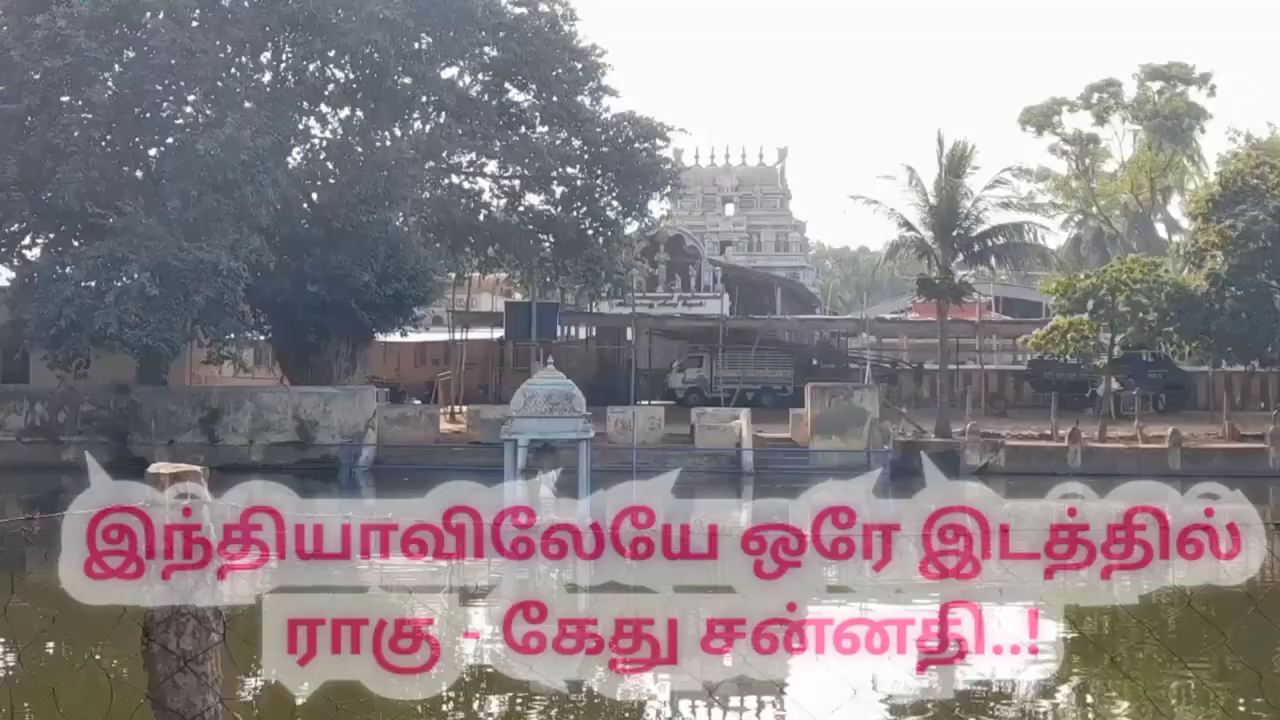 இந்தியாவிலேயே ஒரே இடத்தில்
ராகு - கேது சன்னதி..!